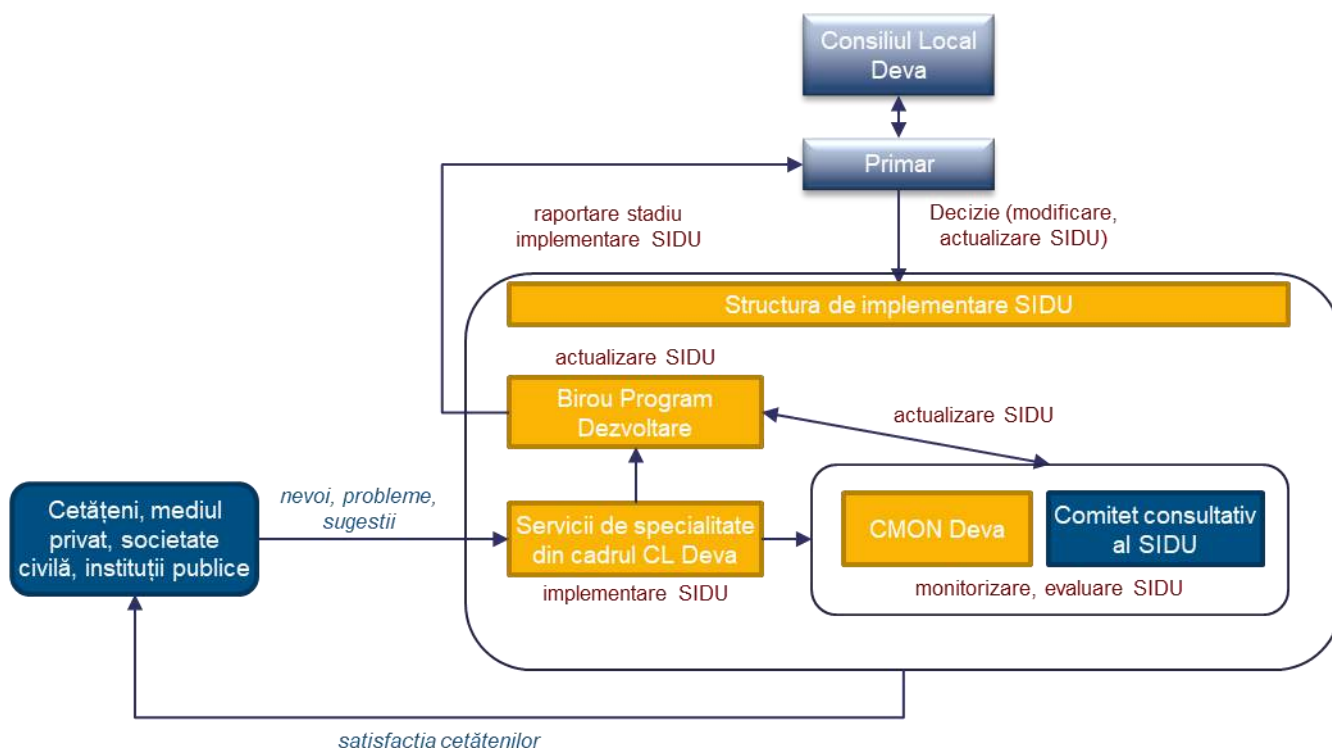 Consiliul Local
Deva
Primar
raportare stadiu
implementare SIDU
Decizie (modificare,
actualizare SIDU)
Structura de implementare SIDU
actualizare SIDU
Birou Program
Dezvoltare
actualizare SIDU
Cetățeni, mediul
privat, societate
civilă, instituții publice
nevoi, probleme,
sugestii
Servicii de specialitate
din cadrul CL Deva
implementare SIDU
CMON Deva
Comitet consultativ
al SIDU
monitorizare, evaluare SIDU
satisfactia cetătenilor